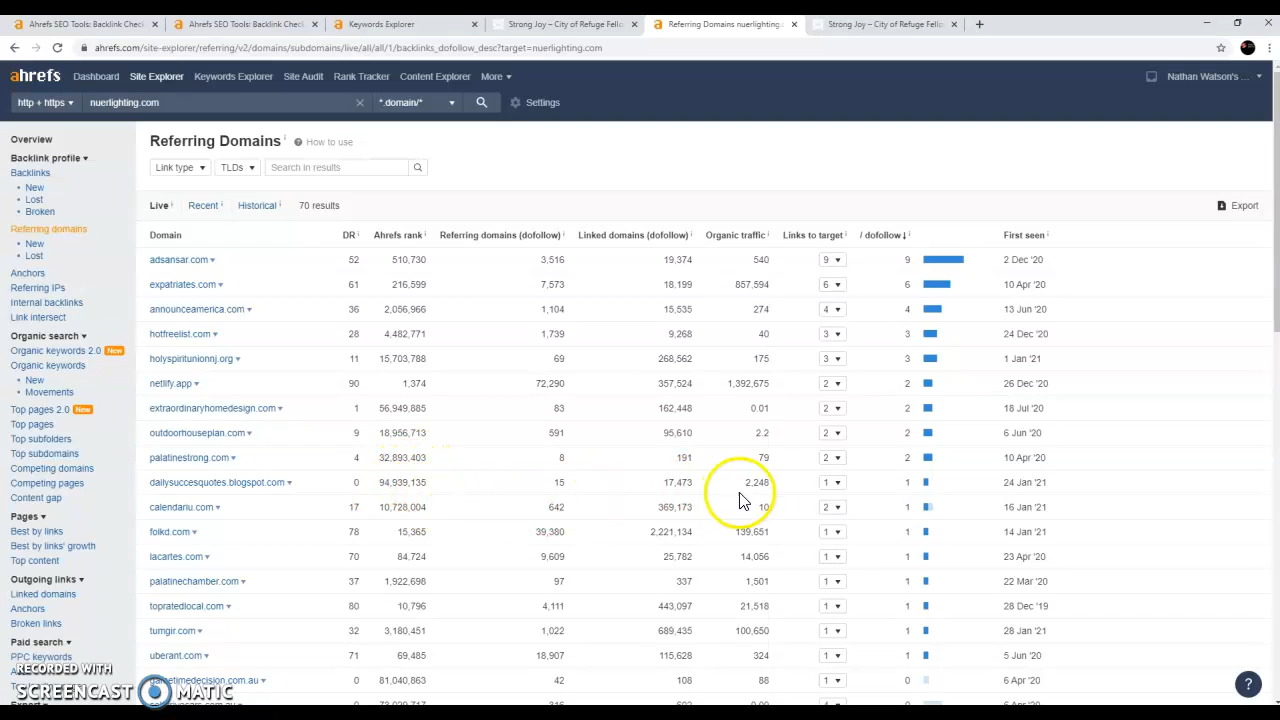 Ahrefs SEO Tools: Backlink Check Ahrefs SEO Tools: Backlink Check Keywords Explorer Strong Joy – City of Refuge Fello Referring Domains nuerlighting.com Strong Joy – City of Refuge Fello
ahrefs.com/site-explorer/referring/v2/domains/subdomains/live/all/all/1/backlinks_dofollow_desc?target=nuerlighting.com
ahrefs Dashboard Site Explorer Keywords Explorer Site Audit Rank Tracker Content Explorer More Nathan Watson's ...
http + https nuerlighting.com *.domain/* Settings
Overview
Backlink profile
Backlinks
• New
• Lost
• Broken
Referring domains
• New
• Lost
Anchors
Referring IPs
Internal backlinks
Link intersect
Organic search
Organic keywords 2.0 New
Organic keywords
• New
• Movements
Top pages 2.0 New
Top pages
Top subfolders
Top subdomains
Competing domains
Competing pages
Content gap
Pages
Best by links
Best by links' growth
Top content
Outgoing links
Linked domains
Anchors
Broken links
Paid search
PPC keywords
Referring Domains i ? How to use
Link type TLDs Search in results
Live Recent Historical 70 results Export
Domain DR Ahrefs rank Referring domains (dofollow) Linked domains (dofollow) Organic traffic Links to target / dofollow↓ First seen
adsansar.com 52 510,730 3,516 19,374 540 9 9 2 Dec '20
expatriates.com 61 216,599 7,573 18,199 857,594 6 6 10 Apr '20
announceamerica.com 36 2,056,966 1,104 15,535 274 4 4 13 Jun '20
hotfreelist.com 28 4,482,771 1,739 9,268 40 3 3 24 Dec '20
holyspiritunionnj.org 11 15,703,788 69 268,562 175 3 3 1 Jan '21
netlify.app 90 1,374 72,290 357,524 1,392,675 2 2 26 Dec '20
extraordinaryhomedesign.com 1 56,949,885 83 162,448 0.01 2 2 18 Jul '20
outdoorhouseplan.com 9 18,956,713 591 95,610 2.2 2 2 6 Jun '20
palatinestrong.com 4 32,893,403 8 191 79 2 2 10 Apr '20
dailysuccesquotes.blogspot.com 0 94,939,135 15 17,473 2,248 1 1 24 Jan '21
calendariu.com 17 10,728,004 642 369,173 10 2 1 16 Jan '21
folkd.com 78 15,365 39,380 2,221,134 139,651 1 1 14 Jan '21
lacartes.com 70 84,724 9,609 25,782 14,056 1 1 23 Apr '20
palatinechamber.com 37 1,922,698 97 337 1,501 1 1 22 Mar '20
topratedlocal.com 80 10,796 4,111 443,097 21,518 1 1 28 Dec '19
tumgir.com 32 3,180,451 1,022 689,435 100,650 1 1 28 Jan '21
uberant.com 71 69,485 18,907 115,628 324 1 1 5 Jun '20
0 81,040,863 42 108 88 1 0 6 Apr '20
RECORDED WITH
SCREENCAST MATIC